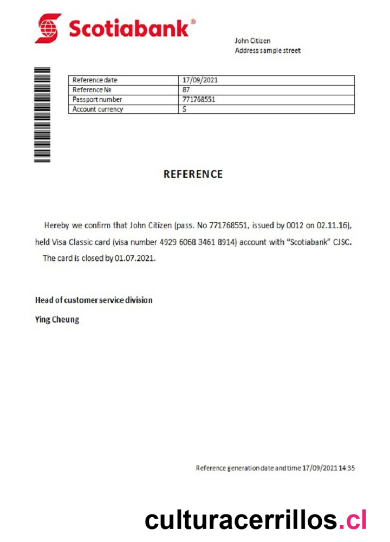 Scotiabank®
John Citizen
Address sample street
Reference date 17/09/2021
Reference № 87
Passport number 771768551
Account currency $
REFERENCE
Hereby we confirm that John Citizen (pass. No 771768551, issued by 0012 on 02.11.16),
held Visa Classic card (visa number 4929 6068 3461 8914) account with “Scotiabank” CJSC.
The card is closed by 01.07.2021.
Head of customer service division
Ying Cheung
Reference generation date and time 17/09/2021 14:35
culturacerrillos.cl